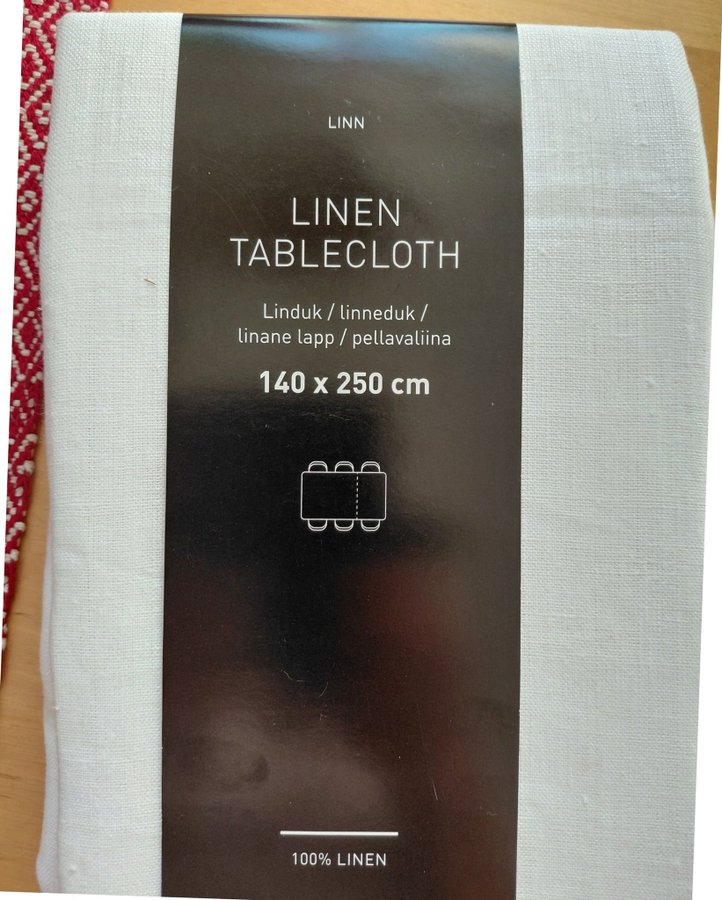 LINN
LINEN
TABLECLOTH
Linduk / linneduk /
linane lapp / pellavaliina
140 x 250 cm
100% LINEN